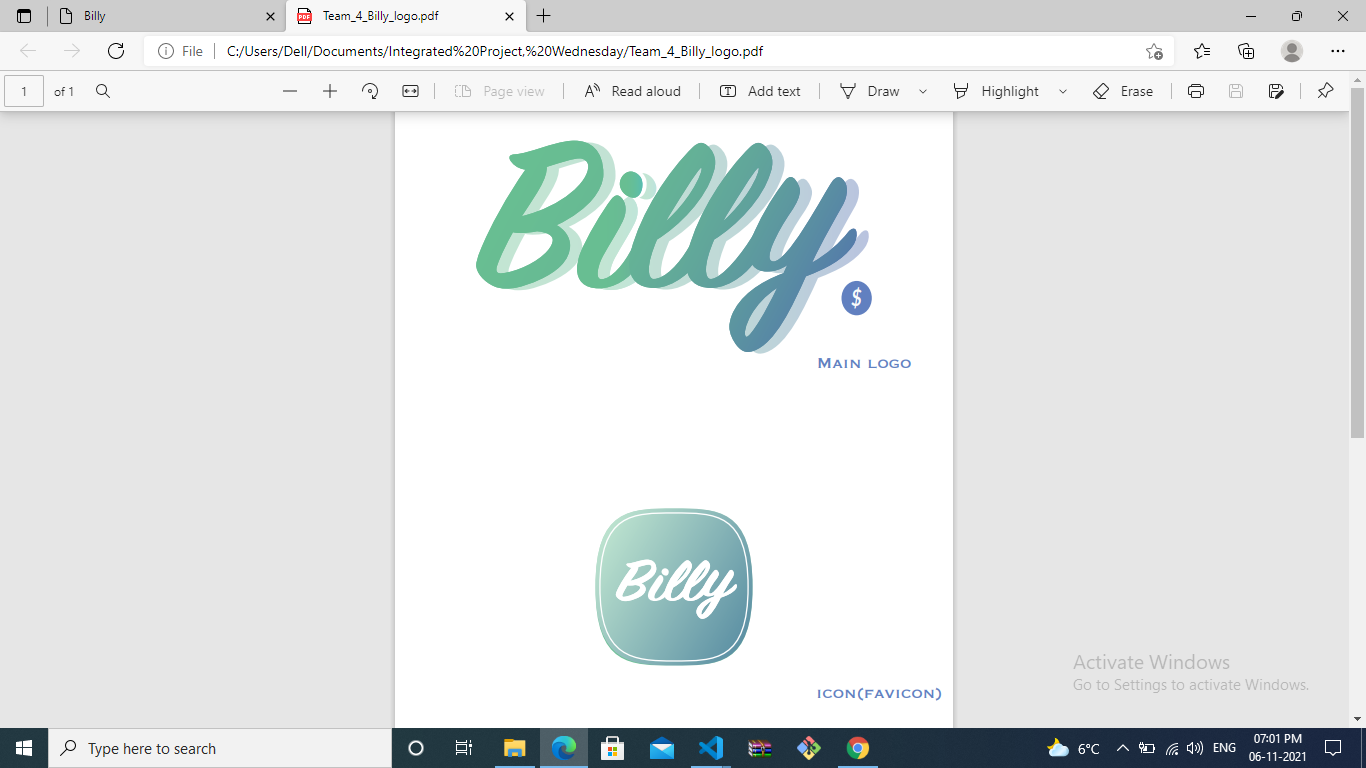 Billy
Team_4_Billy_logo.pdf
File
C:/Users/Dell/Documents/Integrated%20Project,%20Wednesday/Team_4_Billy_logo.pdf
1 of 1
Page view
Read aloud
Add text
Draw
Highlight
Erase
Billy
$
Main logo
Billy
icon(favicon)
Activate Windows
Go to Settings to activate Windows.
Type here to search
6°C
ENG
07:01 PM
06-11-2021